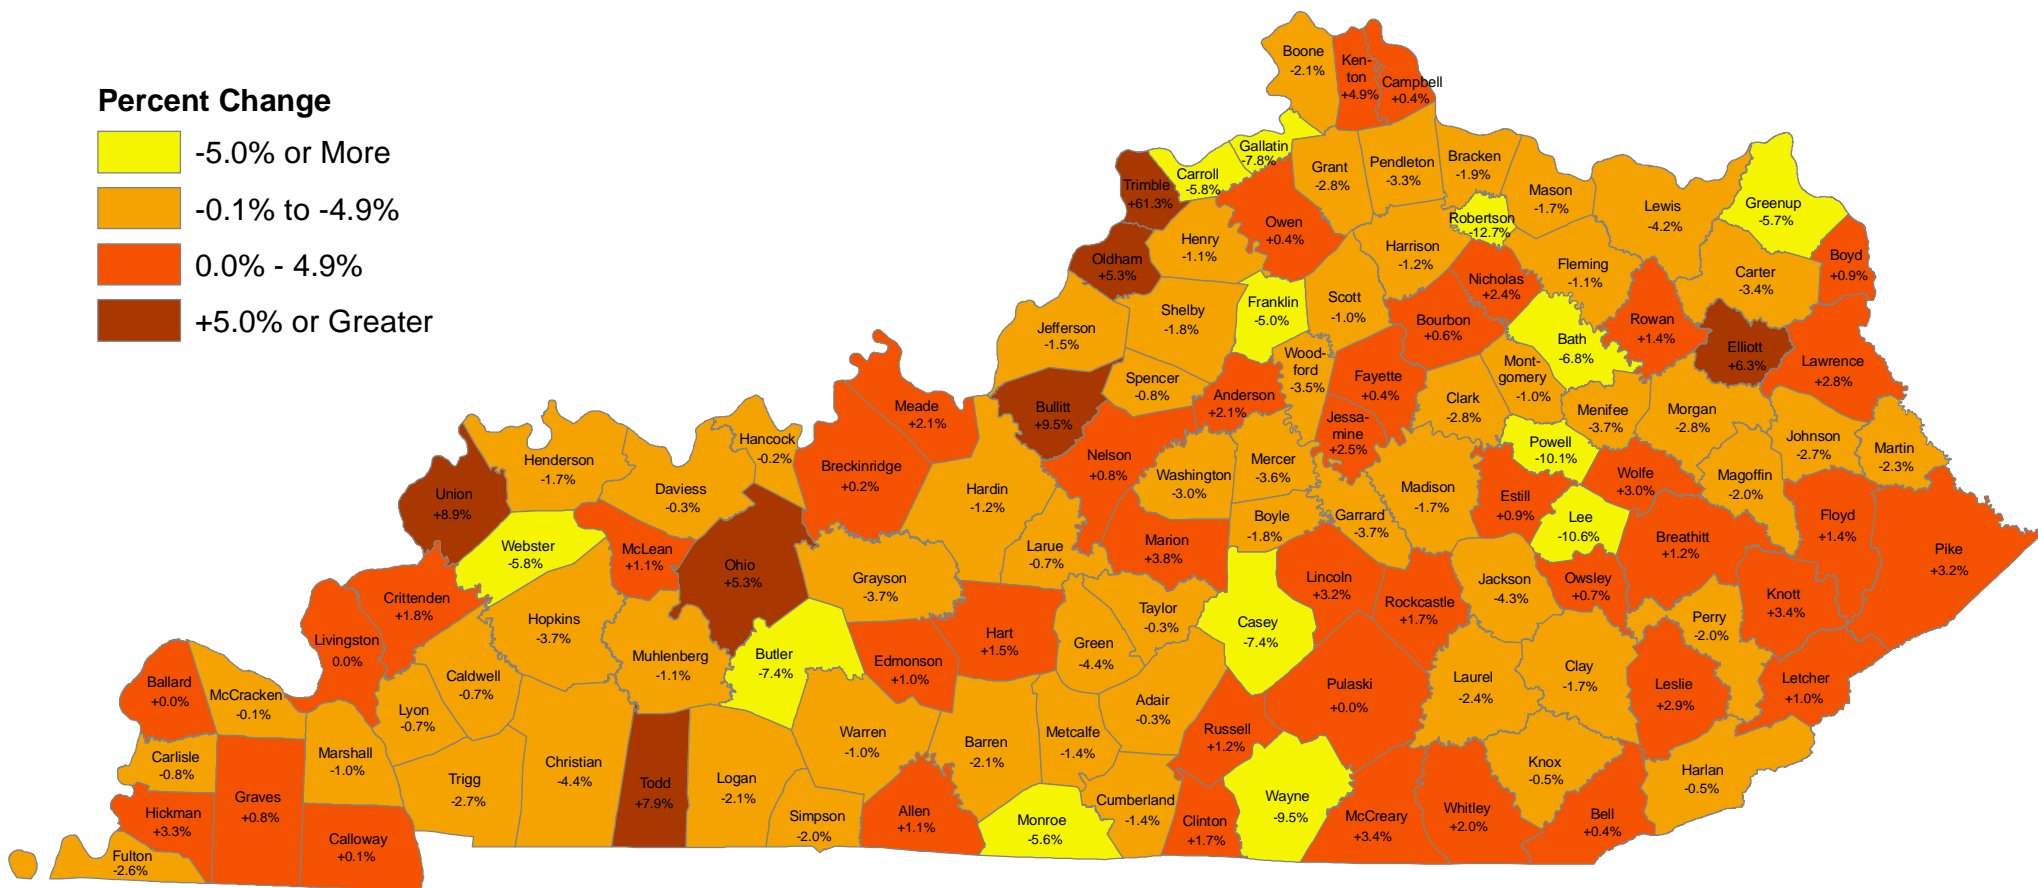 Percent Change
-5.0% or More
-0.1% to -4.9%
0.0% - 4.9%
+5.0% or Greater
Boone
-2.1%
Ken-
ton
+4.9%
Campbell
+0.4%
Gallatin
-7.8%
Carroll
-5.8%
Trimble
+61.3%
Grant
-2.8%
Pendleton
-3.3%
Bracken
-1.9%
Mason
-1.7%
Lewis
-4.2%
Greenup
-5.7%
Robertson
-12.7%
Owen
+0.4%
Henry
-1.1%
Oldham
+5.3%
Harrison
-1.2%
Nicholas
+2.4%
Fleming
-1.1%
Carter
-3.4%
Boyd
+0.9%
Franklin
-5.0%
Scott
-1.0%
Shelby
-1.8%
Jefferson
-1.5%
Bourbon
+0.6%
Bath
-6.8%
Rowan
+1.4%
Elliott
+6.3%
Lawrence
+2.8%
Wood-
ford
-3.5%
Fayette
+0.4%
Mont-
gomery
-1.0%
Clark
-2.8%
Menifee
-3.7%
Morgan
-2.8%
Spencer
-0.8%
Anderson
+2.1%
Bullitt
+9.5%
Jessa-
mine
+2.5%
Powell
-10.1%
Johnson
-2.7%
Martin
-2.3%
Meade
+2.1%
Hancock
-0.2%
Breckinridge
+0.2%
Nelson
+0.8%
Washington
-3.0%
Mercer
-3.6%
Madison
-1.7%
Estill
+0.9%
Wolfe
+3.0%
Magoffin
-2.0%
Henderson
-1.7%
Union
+8.9%
Daviess
-0.3%
Hardin
-1.2%
Boyle
-1.8%
Garrard
-3.7%
Lee
-10.6%
Breathitt
+1.2%
Floyd
+1.4%
Pike
+3.2%
Webster
-5.8%
McLean
+1.1%
Ohio
+5.3%
Grayson
-3.7%
Larue
-0.7%
Marion
+3.8%
Lincoln
+3.2%
Rockcastle
+1.7%
Jackson
-4.3%
Owsley
+0.7%
Knott
+3.4%
Crittenden
+1.8%
Hopkins
-3.7%
Taylor
-0.3%
Casey
-7.4%
Perry
-2.0%
Livingston
0.0%
Muhlenberg
-1.1%
Butler
-7.4%
Edmonson
+1.0%
Hart
+1.5%
Green
-4.4%
Ballard
+0.0%
McCracken
-0.1%
Caldwell
-0.7%
Lyon
-0.7%
Adair
-0.3%
Pulaski
+0.0%
Laurel
-2.4%
Clay
-1.7%
Leslie
+2.9%
Letcher
+1.0%
Carlisle
-0.8%
Marshall
-1.0%
Trigg
-2.7%
Christian
-4.4%
Todd
+7.9%
Logan
-2.1%
Warren
-1.0%
Barren
-2.1%
Metcalfe
-1.4%
Russell
+1.2%
Knox
-0.5%
Harlan
-0.5%
Hickman
+3.3%
Graves
+0.8%
Calloway
+0.1%
Simpson
-2.0%
Allen
+1.1%
Monroe
-5.6%
Cumberland
-1.4%
Clinton
+1.7%
Wayne
-9.5%
McCreary
+3.4%
Whitley
+2.0%
Bell
+0.4%
Fulton
-2.6%